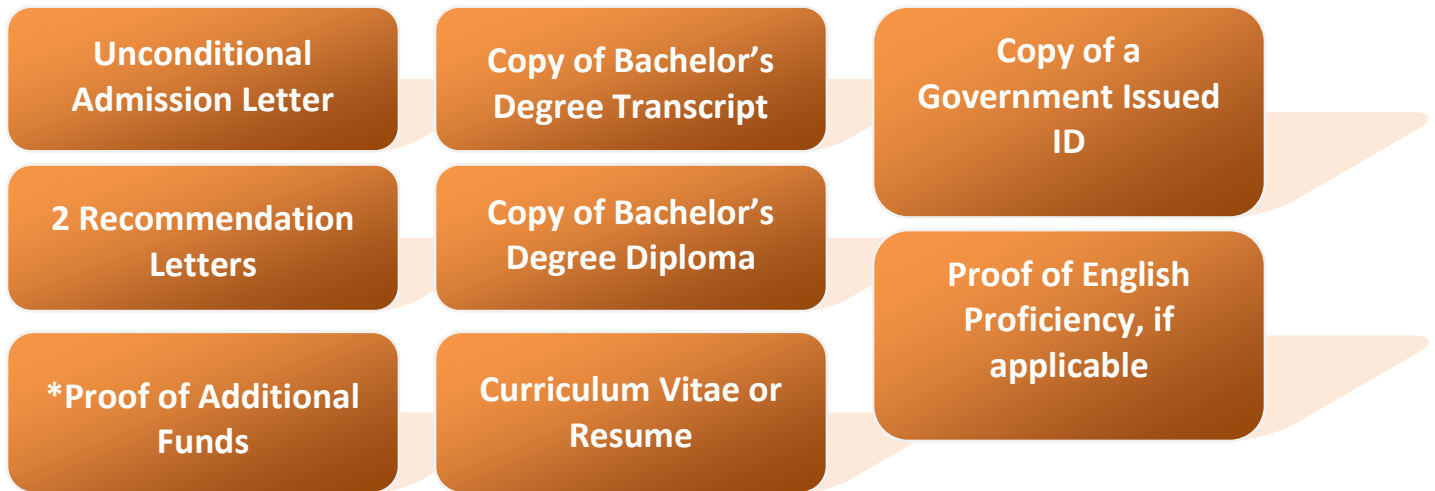 Unconditional
Admission Letter
2 Recommendation
Letters
*Proof of Additional
Funds
Copy of Bachelor’s
Degree Transcript
Copy of Bachelor’s
Degree Diploma
Curriculum Vitae or
Resume
Copy of a
Government Issued
ID
Proof of English
Proficiency, if
applicable